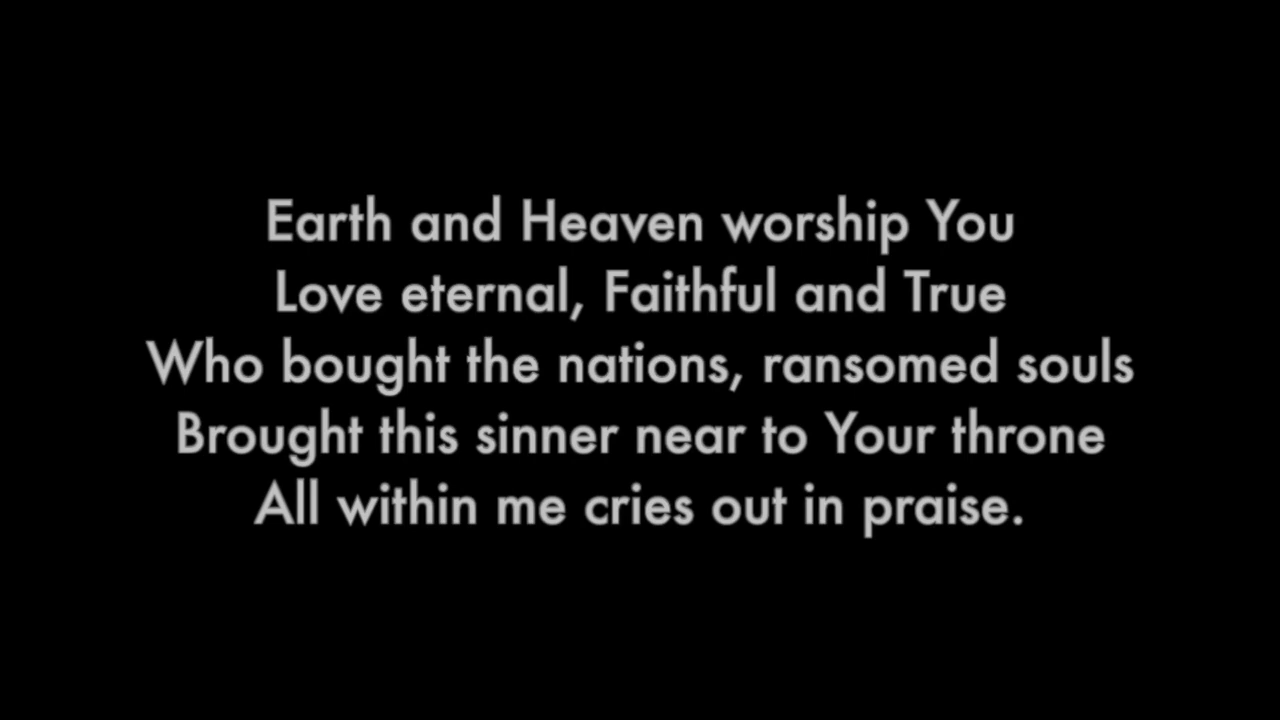 Earth and Heaven worship You
Love eternal, Faithful and True
Who bought the nations, ransomed souls
Brought this sinner near to Your throne
All within me cries out in praise.